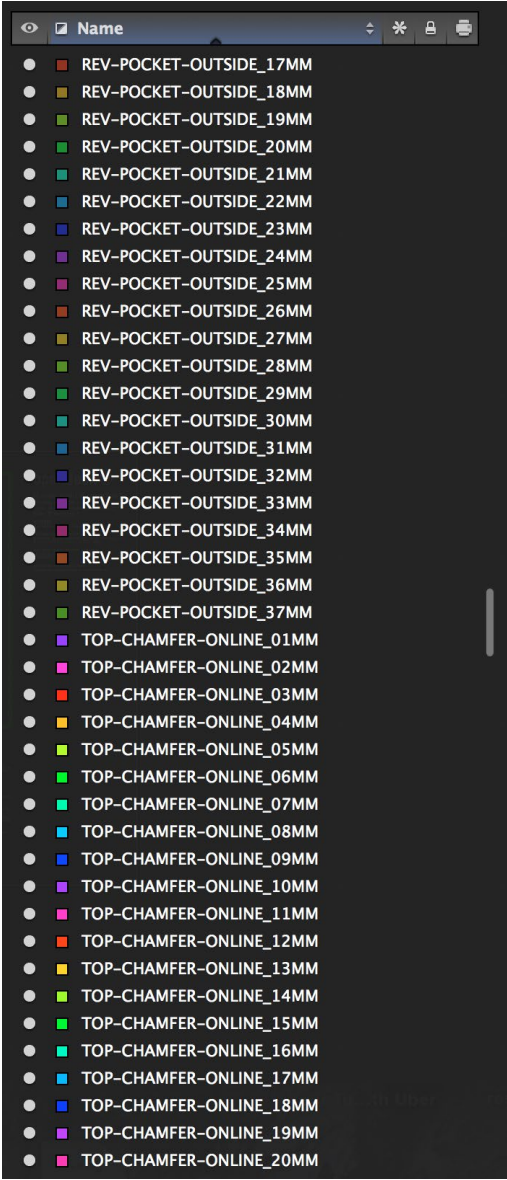 Name
REV-POCKET-OUTSIDE_17MM
REV-POCKET-OUTSIDE_18MM
REV-POCKET-OUTSIDE_19MM
REV-POCKET-OUTSIDE_20MM
REV-POCKET-OUTSIDE_21MM
REV-POCKET-OUTSIDE_22MM
REV-POCKET-OUTSIDE_23MM
REV-POCKET-OUTSIDE_24MM
REV-POCKET-OUTSIDE_25MM
REV-POCKET-OUTSIDE_26MM
REV-POCKET-OUTSIDE_27MM
REV-POCKET-OUTSIDE_28MM
REV-POCKET-OUTSIDE_29MM
REV-POCKET-OUTSIDE_30MM
REV-POCKET-OUTSIDE_31MM
REV-POCKET-OUTSIDE_32MM
REV-POCKET-OUTSIDE_33MM
REV-POCKET-OUTSIDE_34MM
REV-POCKET-OUTSIDE_35MM
REV-POCKET-OUTSIDE_36MM
REV-POCKET-OUTSIDE_37MM
TOP-CHAMFER-ONLINE_01MM
TOP-CHAMFER-ONLINE_02MM
TOP-CHAMFER-ONLINE_03MM
TOP-CHAMFER-ONLINE_04MM
TOP-CHAMFER-ONLINE_05MM
TOP-CHAMFER-ONLINE_06MM
TOP-CHAMFER-ONLINE_07MM
TOP-CHAMFER-ONLINE_08MM
TOP-CHAMFER-ONLINE_09MM
TOP-CHAMFER-ONLINE_10MM
TOP-CHAMFER-ONLINE_11MM
TOP-CHAMFER-ONLINE_12MM
TOP-CHAMFER-ONLINE_13MM
TOP-CHAMFER-ONLINE_14MM
TOP-CHAMFER-ONLINE_15MM
TOP-CHAMFER-ONLINE_16MM
TOP-CHAMFER-ONLINE_17MM
TOP-CHAMFER-ONLINE_18MM
TOP-CHAMFER-ONLINE_19MM
TOP-CHAMFER-ONLINE_20MM